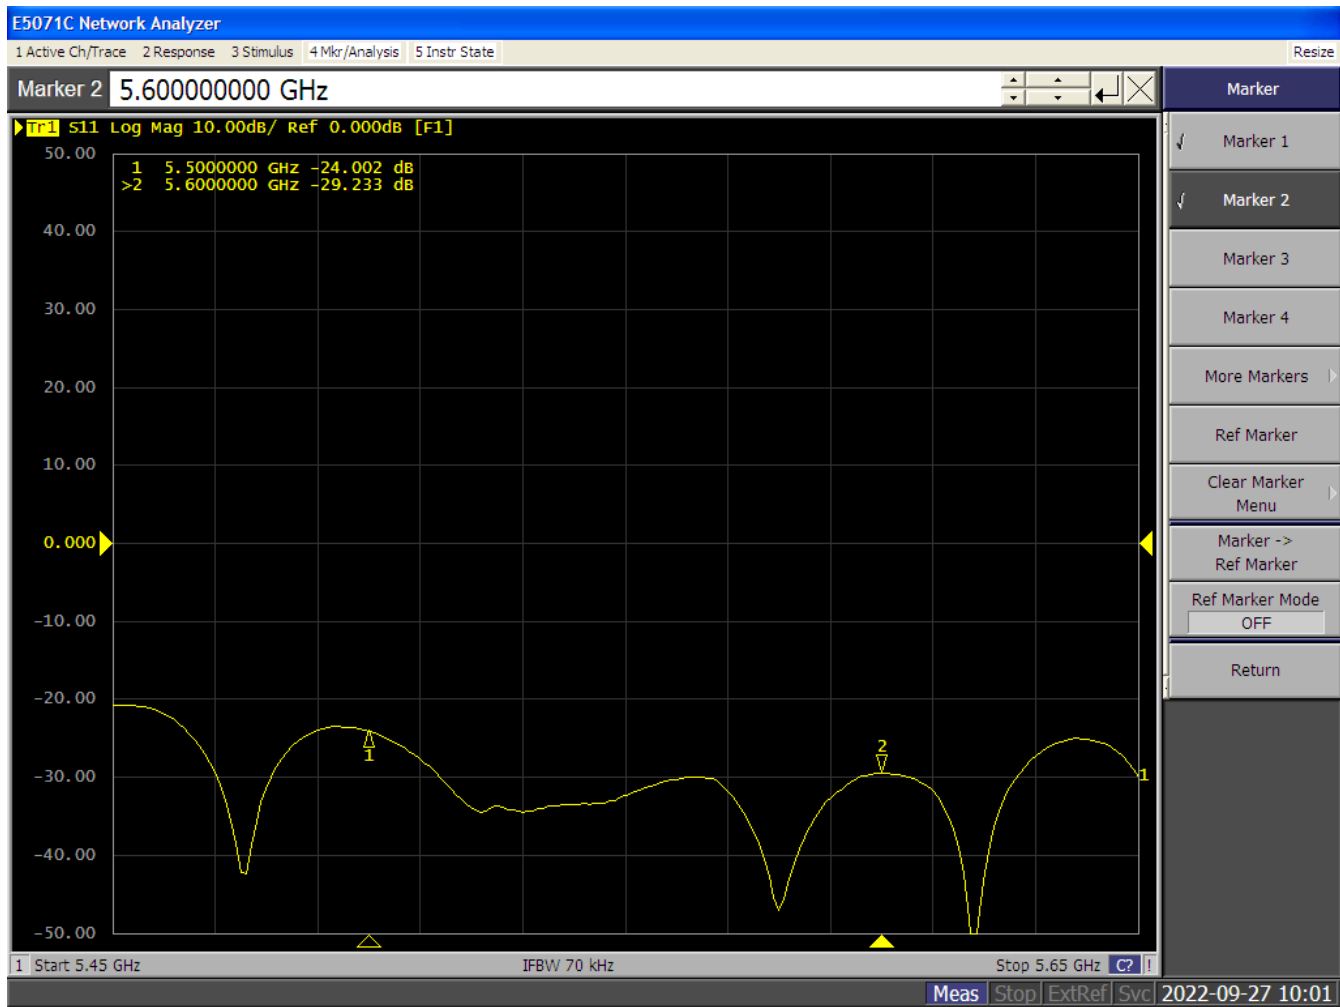 E5071C Network Analyzer
1 Active Ch/Trace 2 Response 3 Stimulus 4 Mkr/Analysis 5 Instr State Resize
Marker 2 5.600000000 GHz
Marker
Tr1 S11 Log Mag 10.00dB/ Ref 0.000dB [F1]
50.00
1 5.5000000 GHz -24.002 dB
>2 5.6000000 GHz -29.233 dB
40.00
30.00
20.00
10.00
0.000
-10.00
-20.00
-30.00
-40.00
-50.00
1
2
1
Marker 1
Marker 2
Marker 3
Marker 4
More Markers
Ref Marker
Clear Marker
Menu
Marker ->
Ref Marker
Ref Marker Mode
OFF
Return
1 Start 5.45 GHz IFBW 70 kHz Stop 5.65 GHz C? !
Meas Stop ExtRef Svc 2022-09-27 10:01